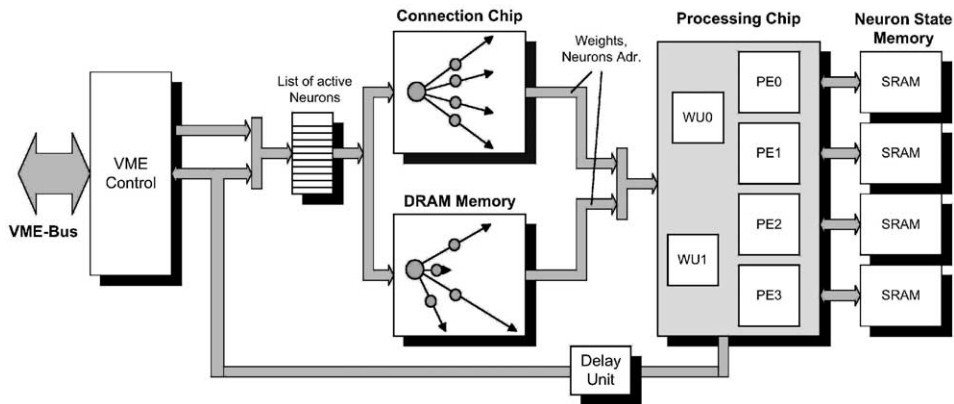 Connection Chip
Processing Chip
Neuron State
Memory
Weights,
Neurons Adr.
List of active
Neurons
VME
Control
VME-Bus
DRAM Memory
WU0
WU1
PE0
PE1
PE2
PE3
SRAM
SRAM
SRAM
SRAM
Delay
Unit